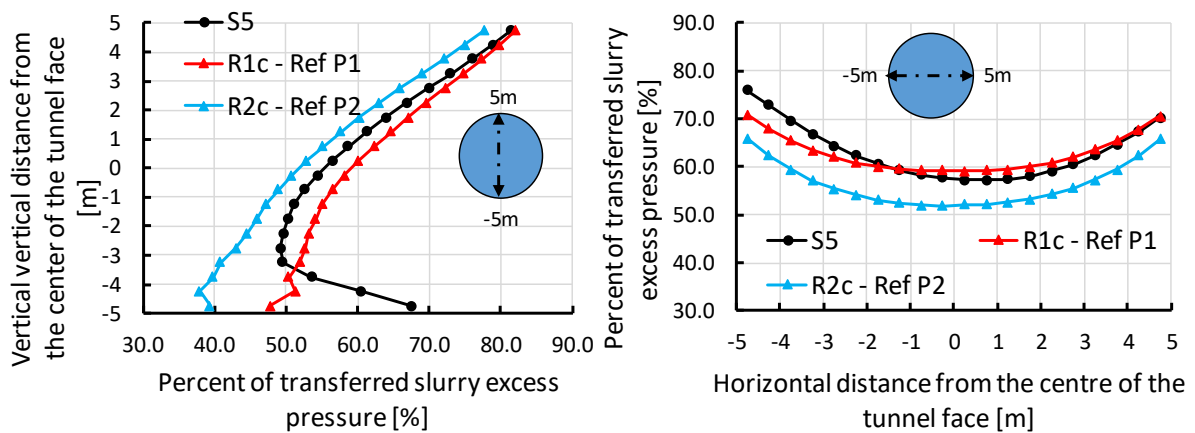 Vertical vertical distance from
the center of the tunnel face
[m]
5
4
3
2
1
0
-1
-2
-3
-4
-5
S5
R1c - Ref P1
R2c - Ref P2
5m
-5m
30.0 40.0 50.0 60.0 70.0 80.0 90.0
Percent of transferred slurry excess
pressure [%]
Percent of transferred slurry
excess pressure [%]
90.0
80.0
70.0
60.0
50.0
40.0
30.0
-5m 5m
S5 R1c - Ref P1
R2c - Ref P2
-5 -4 -3 -2 -1 0 1 2 3 4 5
Horizontal distance from the centre of the
tunnel face [m]